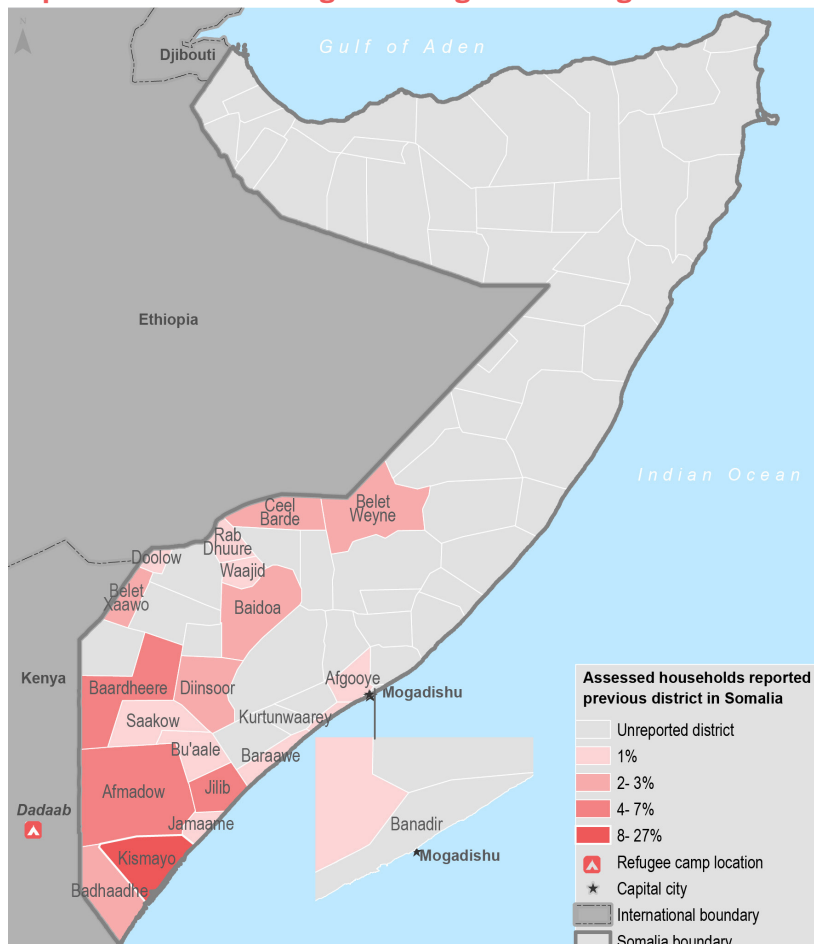 N
Djibouti
Gulf of Aden
Ethiopia
Indian Ocean
Ceel
Barde
Belet
Weyne
Rab
Dhuure
Doolow
Waajid
Belet
Xaawo
Baidoa
Kenya
Baardheere
Diinsoor
Afgooye
Mogadishu
Saakow
Kurtunwaarey
Bu'aale
Baraawe
Afmadow
Jilib
Dadaab
Jamaame
Kismayo
Badhaadhe
Banadir
Mogadishu
Assessed households reported
previous district in Somalia
Unreported district
1%
2- 3%
4- 7%
8- 27%
Refugee camp location
Capital city
International boundary
Somalia boundary